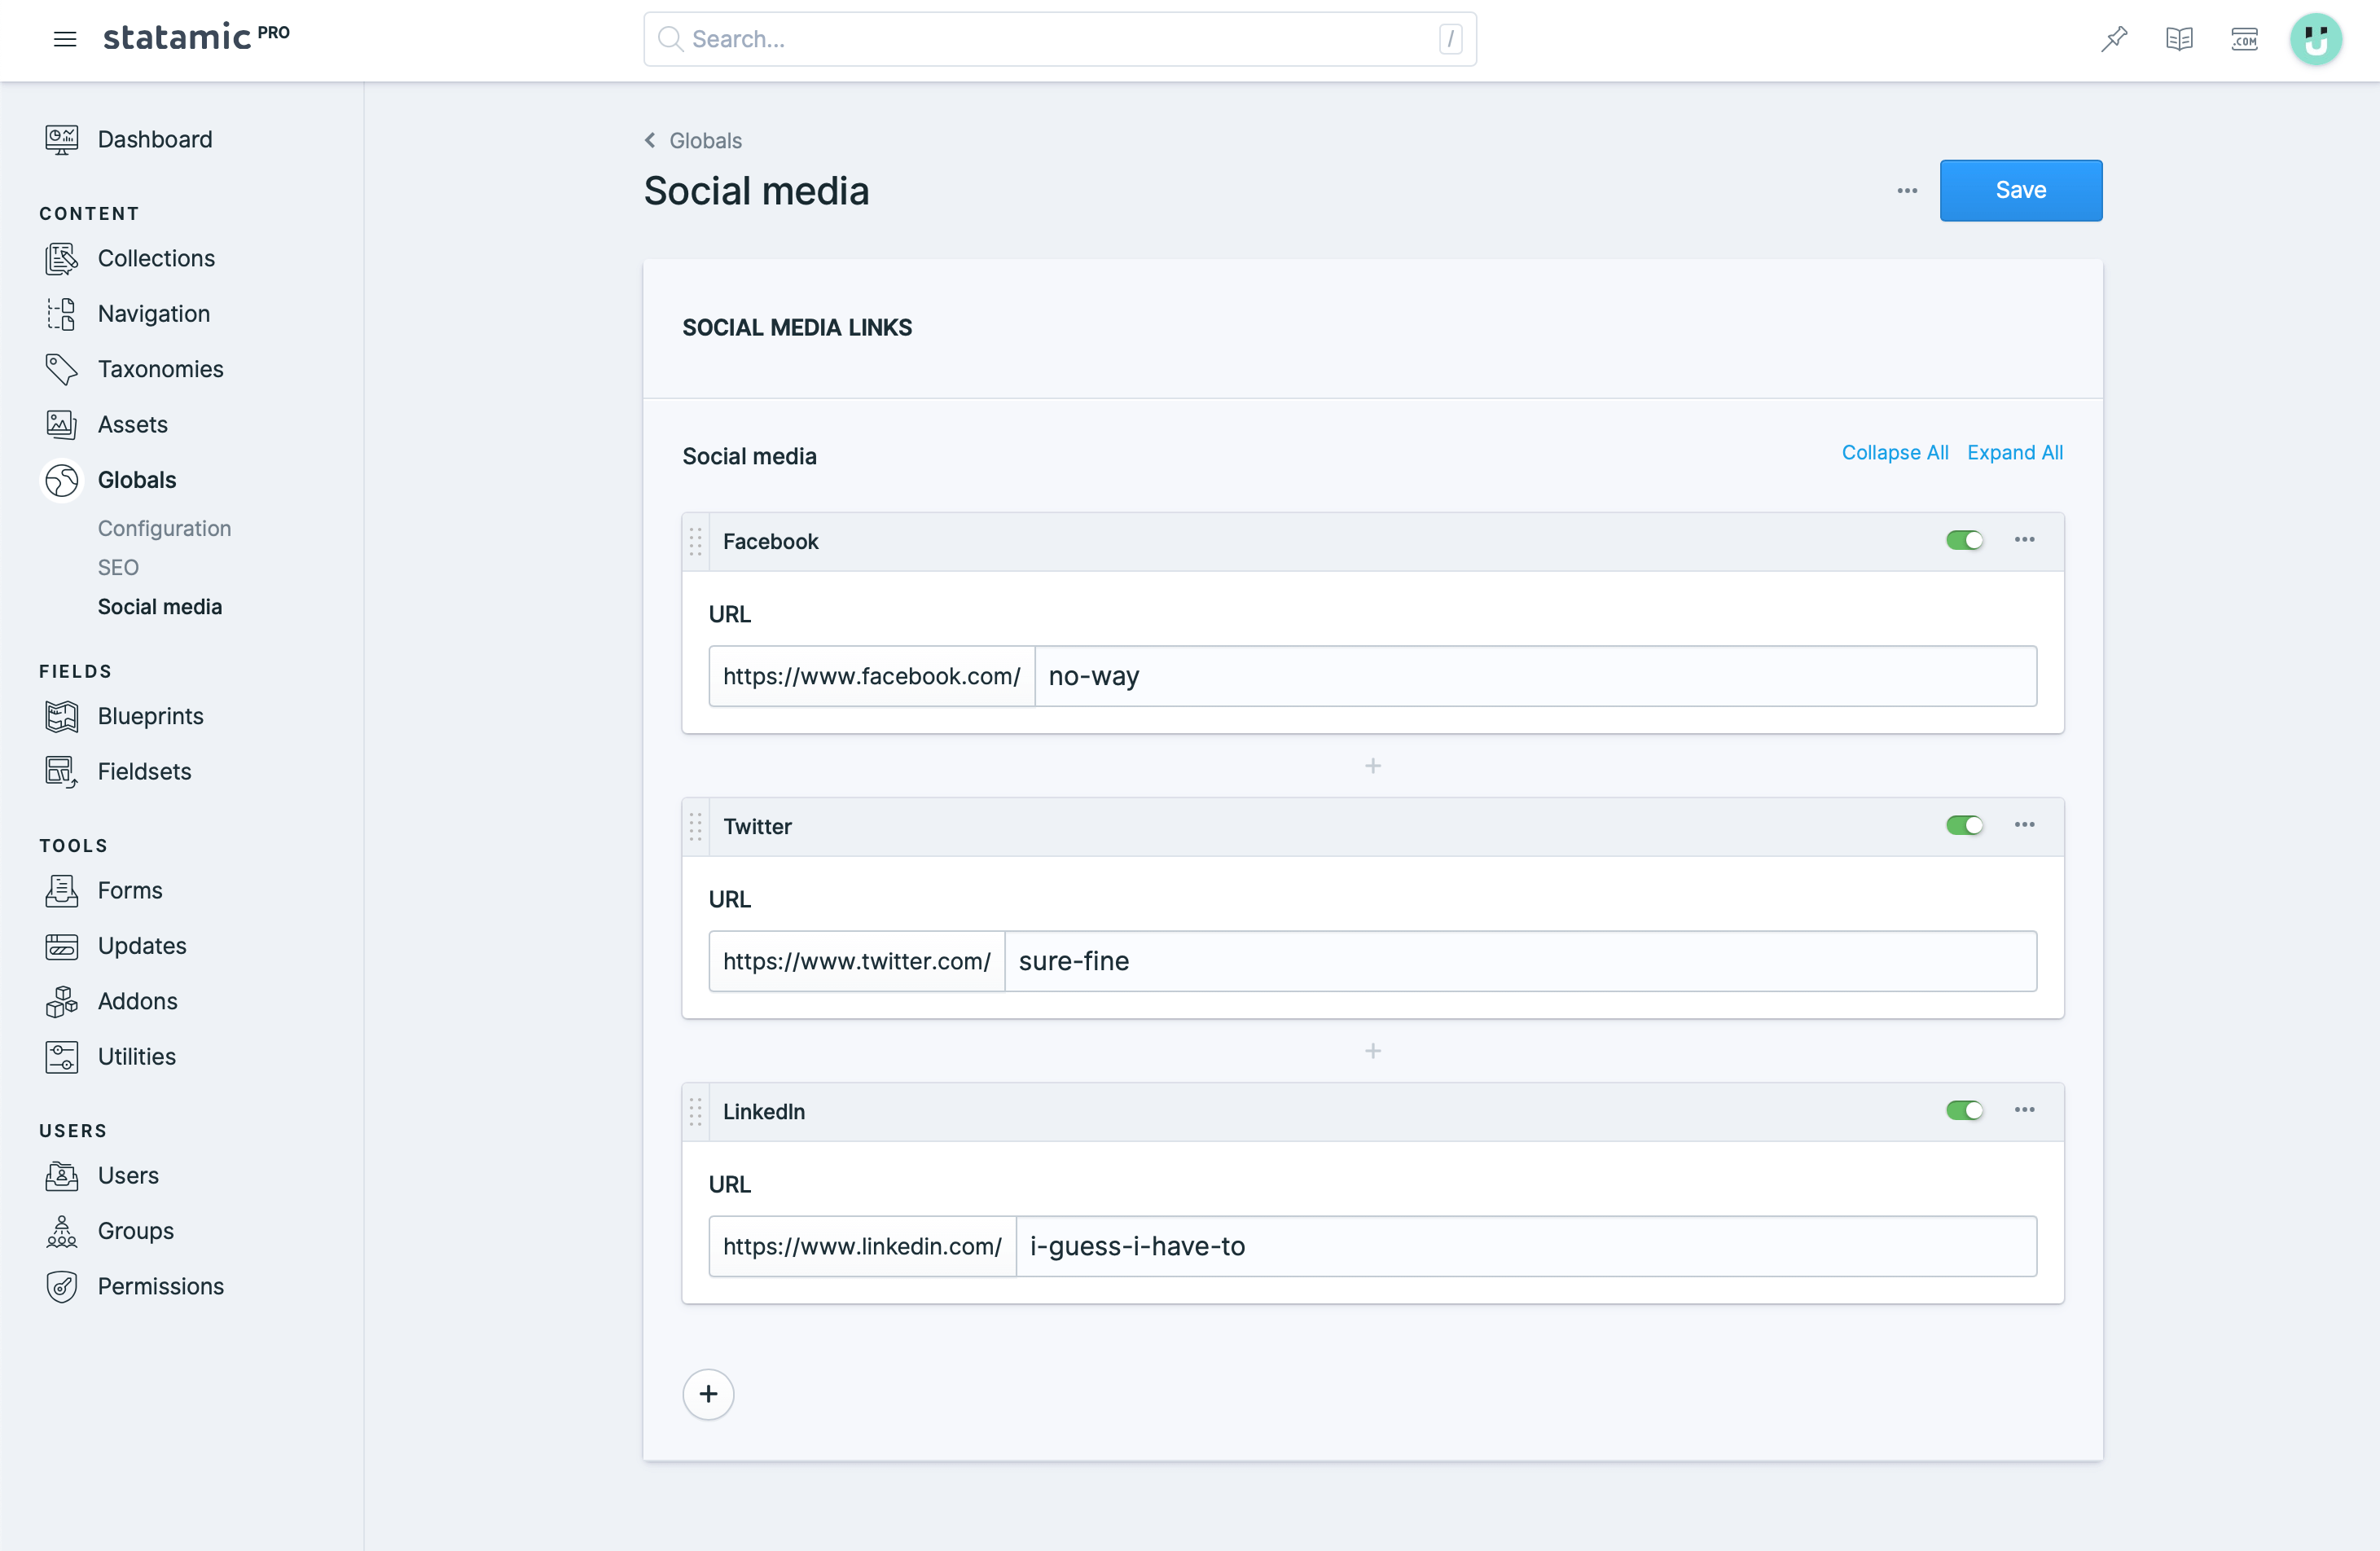 statamic PRO
Search...
/
.COM
Dashboard
CONTENT
Collections
Navigation
Taxonomies
Assets
Globals
Configuration
SEO
Social media
FIELDS
Blueprints
Fieldsets
TOOLS
Forms
Updates
Addons
Utilities
USERS
Users
Groups
Permissions
Globals
Social media
Save
SOCIAL MEDIA LINKS
Social media
Collapse All Expand All
Facebook
URL
https://www.facebook.com/ no-way
Twitter
URL
https://www.twitter.com/ sure-fine
LinkedIn
URL
https://www.linkedin.com/ i-guess-i-have-to